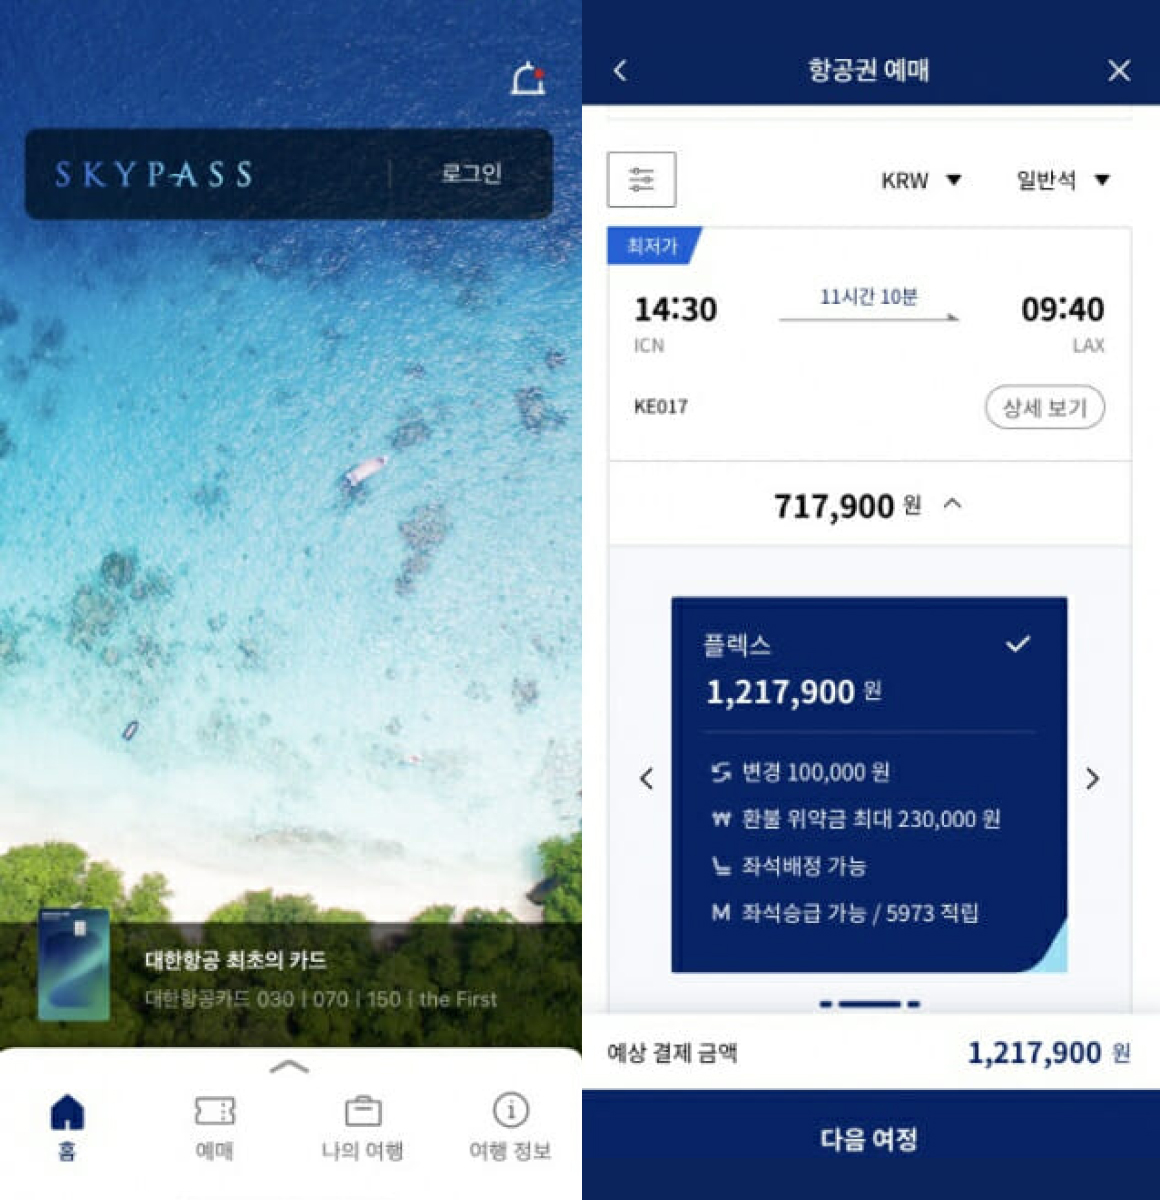 SKYPASS
로그인
대한항공 최초의 카드
대한항공카드 030 | 070 | 150 | the First
홈
예매
나의 여행
여행 정보
항공권 예매
KRW
일반석
최저가
14:30
11시간 10분
09:40
ICN
LAX
KE017
상세 보기
717,900 원
플렉스
1,217,900 원
변경 100,000 원
₩ 환불 위약금 최대 230,000 원
좌석배정 가능
M 좌석승급 가능 / 5973 적립
예상 결제 금액
1,217,900 원
다음 여정